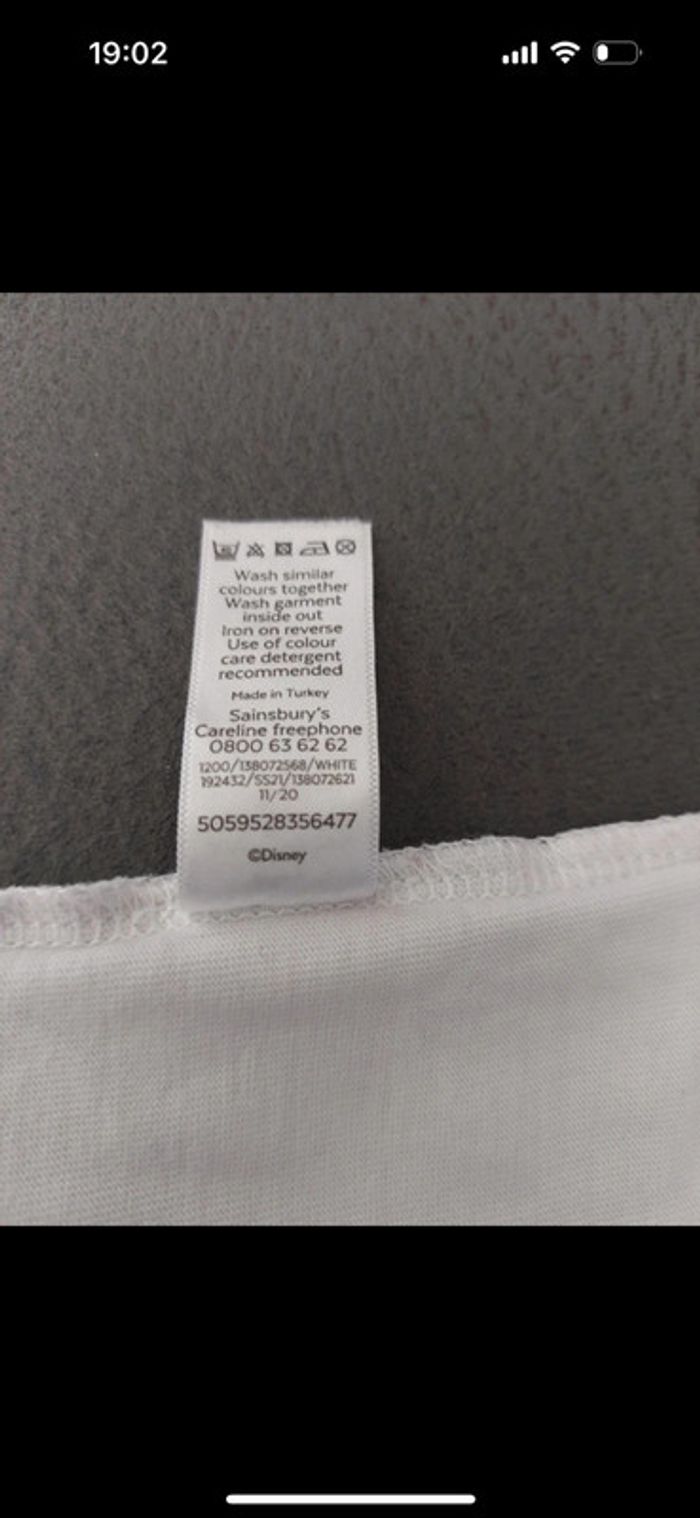 19:02
Wash similar
colours together
Wash garment
inside out
Iron on reverse
Use of colour
care detergent
recommended
Made in Turkey
Sainsbury's
Careline freephone
0800 63 62 62
1200/138072568/WHITE
192432/SS21/138072621
11/20
5059528356477
©Disney